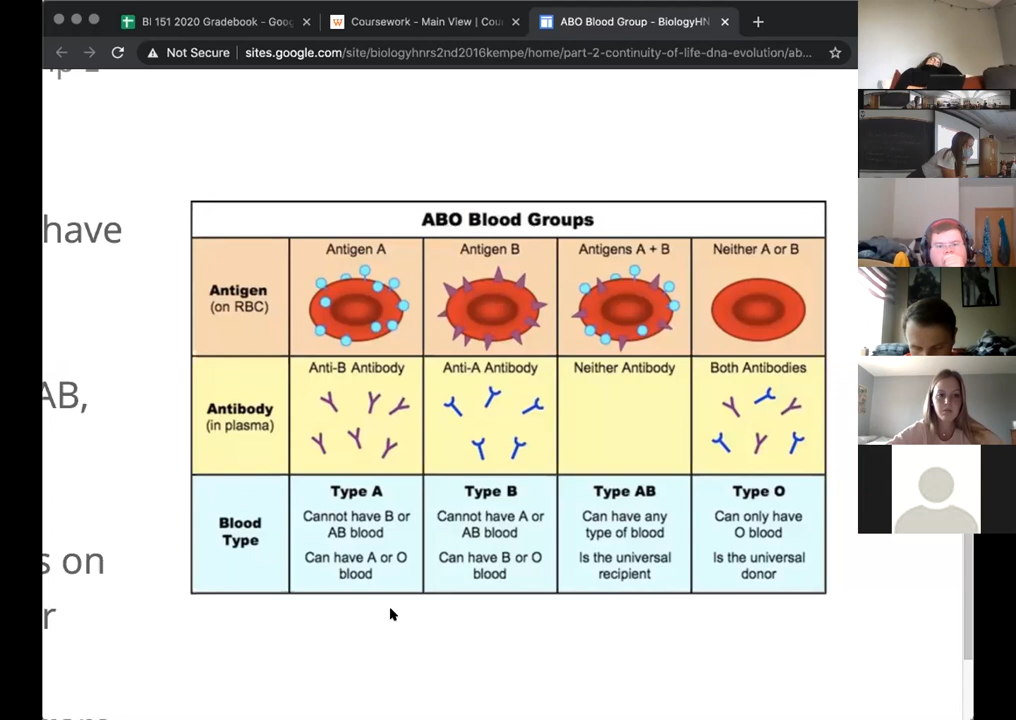 BI 151 2020 Gradebook - Goog
Coursework - Main View | Cou
ABO Blood Group - BiologyHN
Not Secure
sites.google.com/site/biologyhnrs2nd2016kempe/home/part-2-continuity-of-life-dna-evolution/ab...
have
AB,
s on
r
ABO Blood Groups
Antigen
(on RBC)
Antigen A
Antigen B
Antigens A + B
Neither A or B
Antibody
(in plasma)
Anti-B Antibody
Anti-A Antibody
Neither Antibody
Both Antibodies
Blood
Type
Type A
Cannot have B or
AB blood
Can have A or O
blood
Type B
Cannot have A or
AB blood
Can have B or O
blood
Type AB
Can have any
type of blood
Is the universal
recipient
Type O
Can only have
O blood
Is the universal
donor